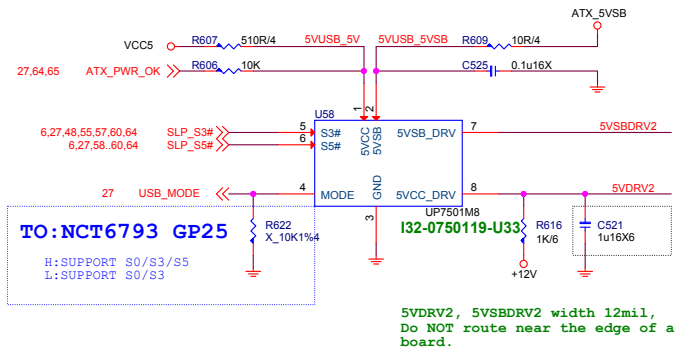 ATX_5VSB
VCC5
R607
510R/4
5VUSB_5V
5VUSB_5VSB
R609
10R/4
27,64,65
ATX_PWR_OK
R606
10K
C525
0.1u16X
U58
1
2
6,27,48,55,57,60,64
SLP_S3#
5
S3#
5VCC
5VSB
5VSB_DRV
7
5VSBDRV2
6,27,58..60,64
SLP_S5#
6
S5#
27
USB_MODE
4
MODE
GND
5VCC_DRV
8
5VDRV2
3
UP7501M8
I32-0750119-U33
TO:NCT6793 GP25
R622
X_10K1%4
R616
1K/6
C521
1u16X6
H:SUPPORT S0/S3/S5
L:SUPPORT S0/S3
+12V
5VDRV2, 5VSBDRV2 width 12mil,
Do NOT route near the edge of a
board.